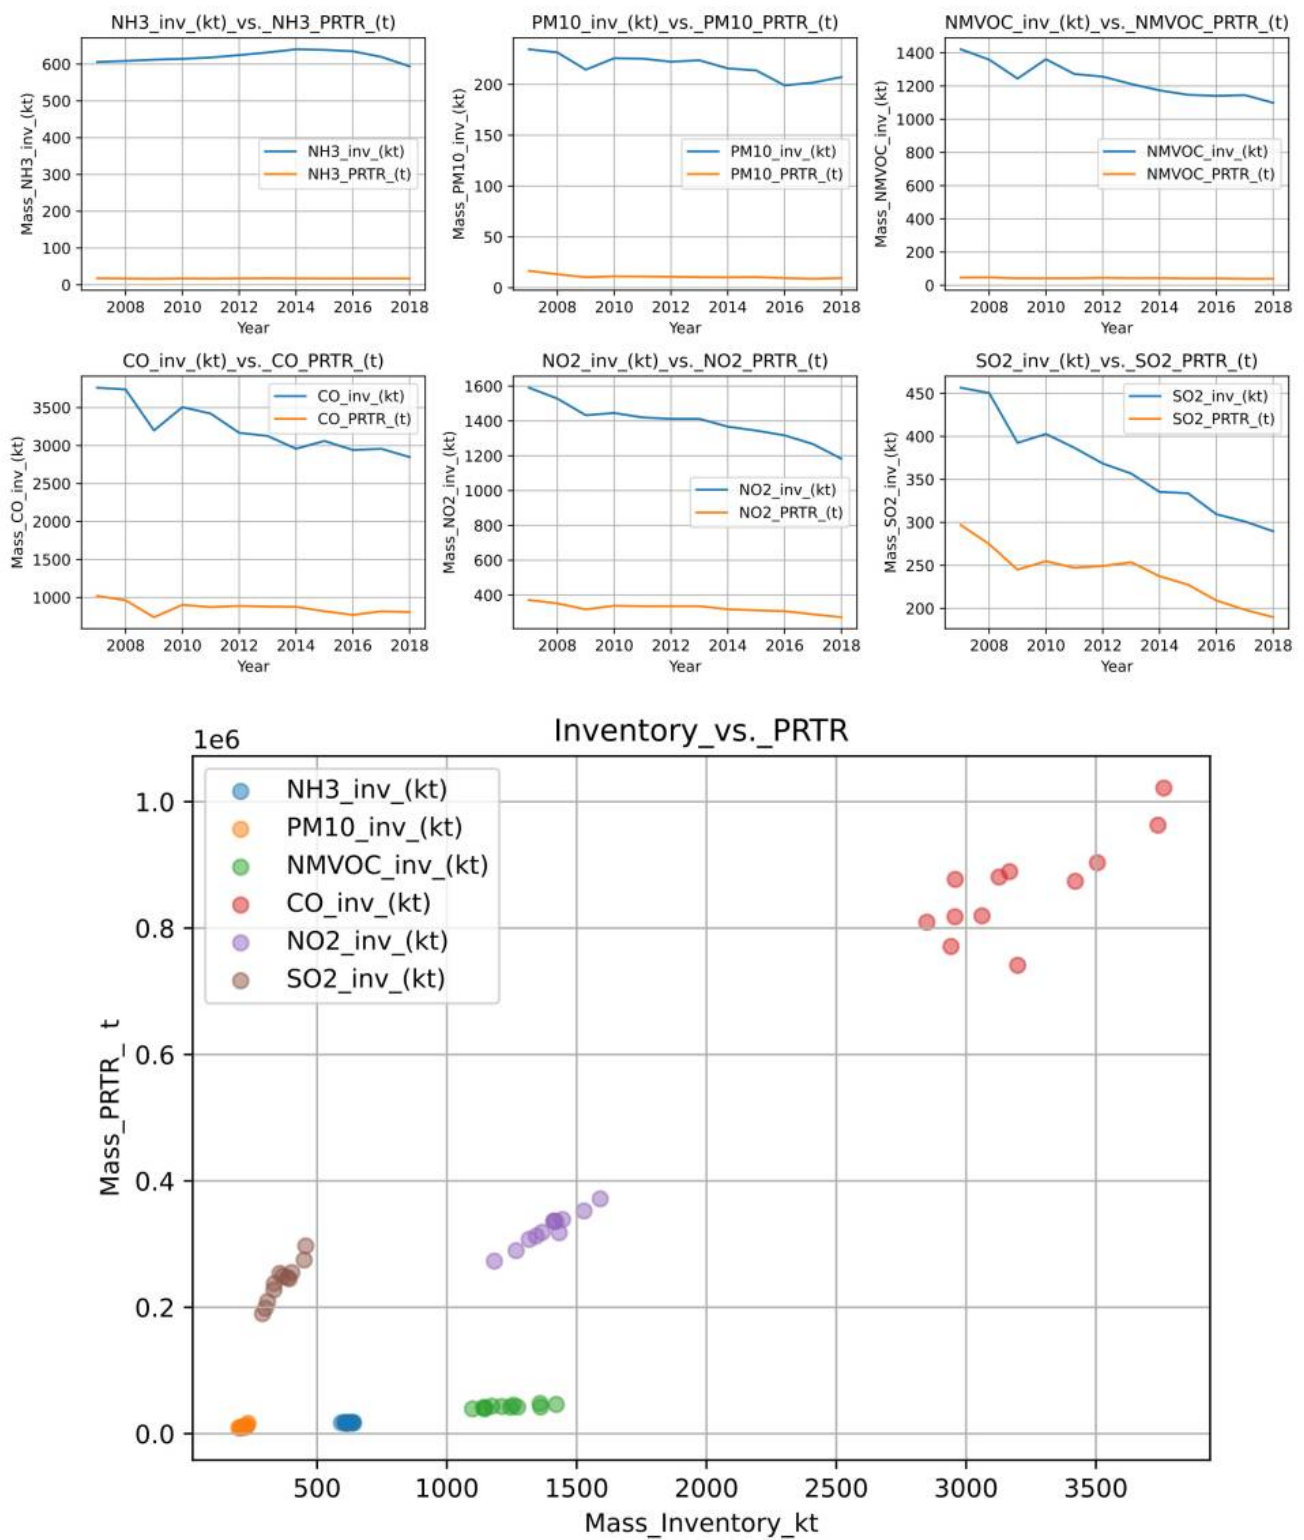 NH3_inv_(kt)_vs._NH3_PRTR_(t)
Mass_NH3_inv_(kt)
600
500
400
300
200
100
0
NH3_inv_(kt)
NH3_PRTR_(t)
2008 2010 2012 2014 2016 2018
Year
PM10_inv_(kt)_vs._PM10_PRTR_(t)
Mass_PM10_inv_(kt)
200
150
100
50
0
PM10_inv_(kt)
PM10_PRTR_(t)
2008 2010 2012 2014 2016 2018
Year
NMVOC_inv_(kt)_vs._NMVOC_PRTR_(t)
Mass_NMVOC_inv_(kt)
1400
1200
1000
800
600
400
200
0
NMVOC_inv_(kt)
NMVOC_PRTR_(t)
2008 2010 2012 2014 2016 2018
Year
CO_inv_(kt)_vs._CO_PRTR_(t)
Mass_CO_inv_(kt)
3500
3000
2500
2000
1500
1000
CO_inv_(kt)
CO_PRTR_(t)
2008 2010 2012 2014 2016 2018
Year
NO2_inv_(kt)_vs._NO2_PRTR_(t)
Mass_NO2_inv_(kt)
1600
1400
1200
1000
800
600
400
NO2_inv_(kt)
NO2_PRTR_(t)
2008 2010 2012 2014 2016 2018
Year
SO2_inv_(kt)_vs._SO2_PRTR_(t)
Mass_SO2_inv_(kt)
450
400
350
300
250
200
SO2_inv_(kt)
SO2_PRTR_(t)
2008 2010 2012 2014 2016 2018
Year
Inventory_vs._PRTR
1e6
Mass_PRTR_ t
1.0
0.8
0.6
0.4
0.2
0.0
NH3_inv_(kt)
PM10_inv_(kt)
NMVOC_inv_(kt)
CO_inv_(kt)
NO2_inv_(kt)
SO2_inv_(kt)
500 1000 1500 2000 2500 3000 3500
Mass_Inventory_kt